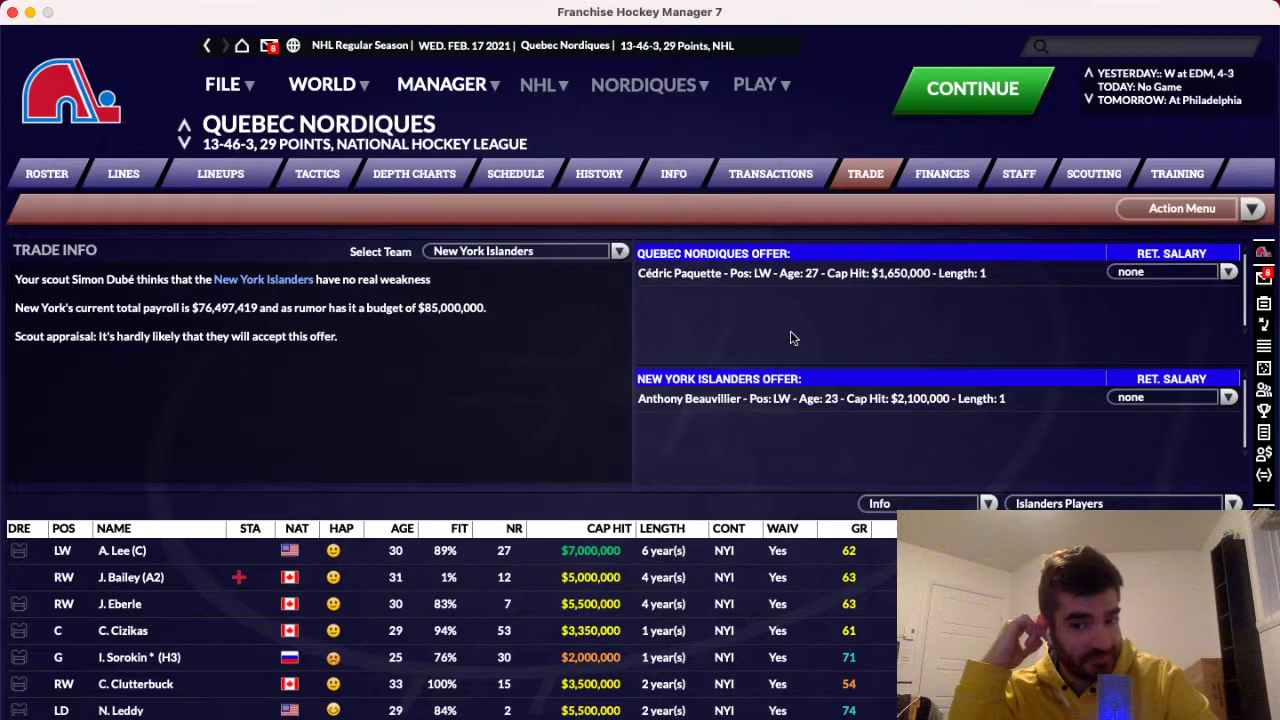 Franchise Hockey Manager 7
8 NHL Regular Season | WED. FEB. 17 2021 | Quebec Nordiques | 13-46-3, 29 Points, NHL
FILE WORLD MANAGER NHL NORDIQUES PLAY
CONTINUE
YESTERDAY:: W at EDM, 4-3
TODAY: No Game
TOMORROW: At Philadelphia
QUEBEC NORDIQUES
13-46-3, 29 POINTS, NATIONAL HOCKEY LEAGUE
ROSTER LINES LINEUPS TACTICS DEPTH CHARTS SCHEDULE HISTORY INFO TRANSACTIONS TRADE FINANCES STAFF SCOUTING TRAINING
Action Menu
TRADE INFO Select Team New York Islanders
Your scout Simon Dubé thinks that the New York Islanders have no real weakness
New York's current total payroll is $76,497,419 and as rumor has it a budget of $85,000,000.
Scout appraisal: It's hardly likely that they will accept this offer.
QUEBEC NORDIQUES OFFER: RET. SALARY
Cédric Paquette - Pos: LW - Age: 27 - Cap Hit: $1,650,000 - Length: 1 none
NEW YORK ISLANDERS OFFER: RET. SALARY
Anthony Beauvillier - Pos: LW - Age: 23 - Cap Hit: $2,100,000 - Length: 1 none
8
Info Islanders Players
DRE POS NAME STA NAT HAP AGE FIT NR CAP HIT LENGTH CONT WAIV GR
LW A. Lee (C) 30 89% 27 $7,000,000 6 year(s) NYI Yes 62
RW J. Bailey (A2) 31 1% 12 $5,000,000 4 year(s) NYI Yes 63
RW J. Eberle 30 83% 7 $5,500,000 4 year(s) NYI Yes 63
C C. Cizikas 29 94% 53 $3,350,000 1 year(s) NYI Yes 61
G I. Sorokin * (H3) 25 76% 30 $2,000,000 1 year(s) NYI Yes 71
RW C. Clutterbuck 33 100% 15 $3,500,000 2 year(s) NYI Yes 54
LD N. Leddy 29 84% 2 $5,500,000 2 year(s) NYI Yes 74